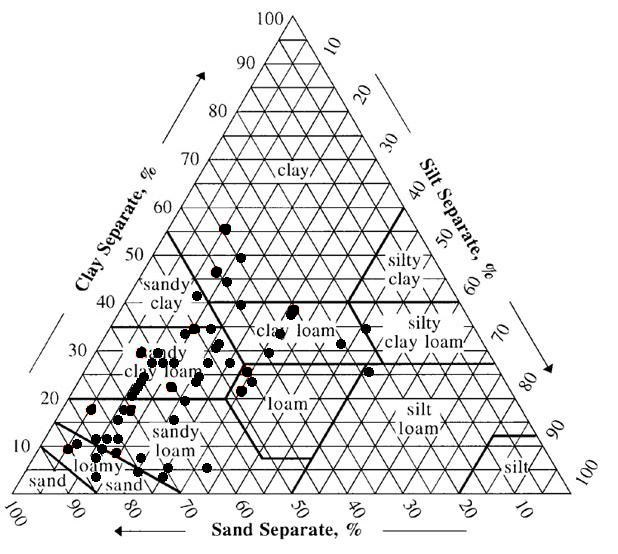 100
10
90
20
80
30
70
clay
40
60
50
50
silty
clay
60
sandy
clay
40
clay loam
silty
clay loam
70
30
sandy
clay loam
80
20
loam
silt
loam
90
sandy
loam
10
loamy
sand
sand
silt
100
100
90
80
70
60
50
40
30
20
10
Clay Separate, %
Silt Separate, %
Sand Separate, %